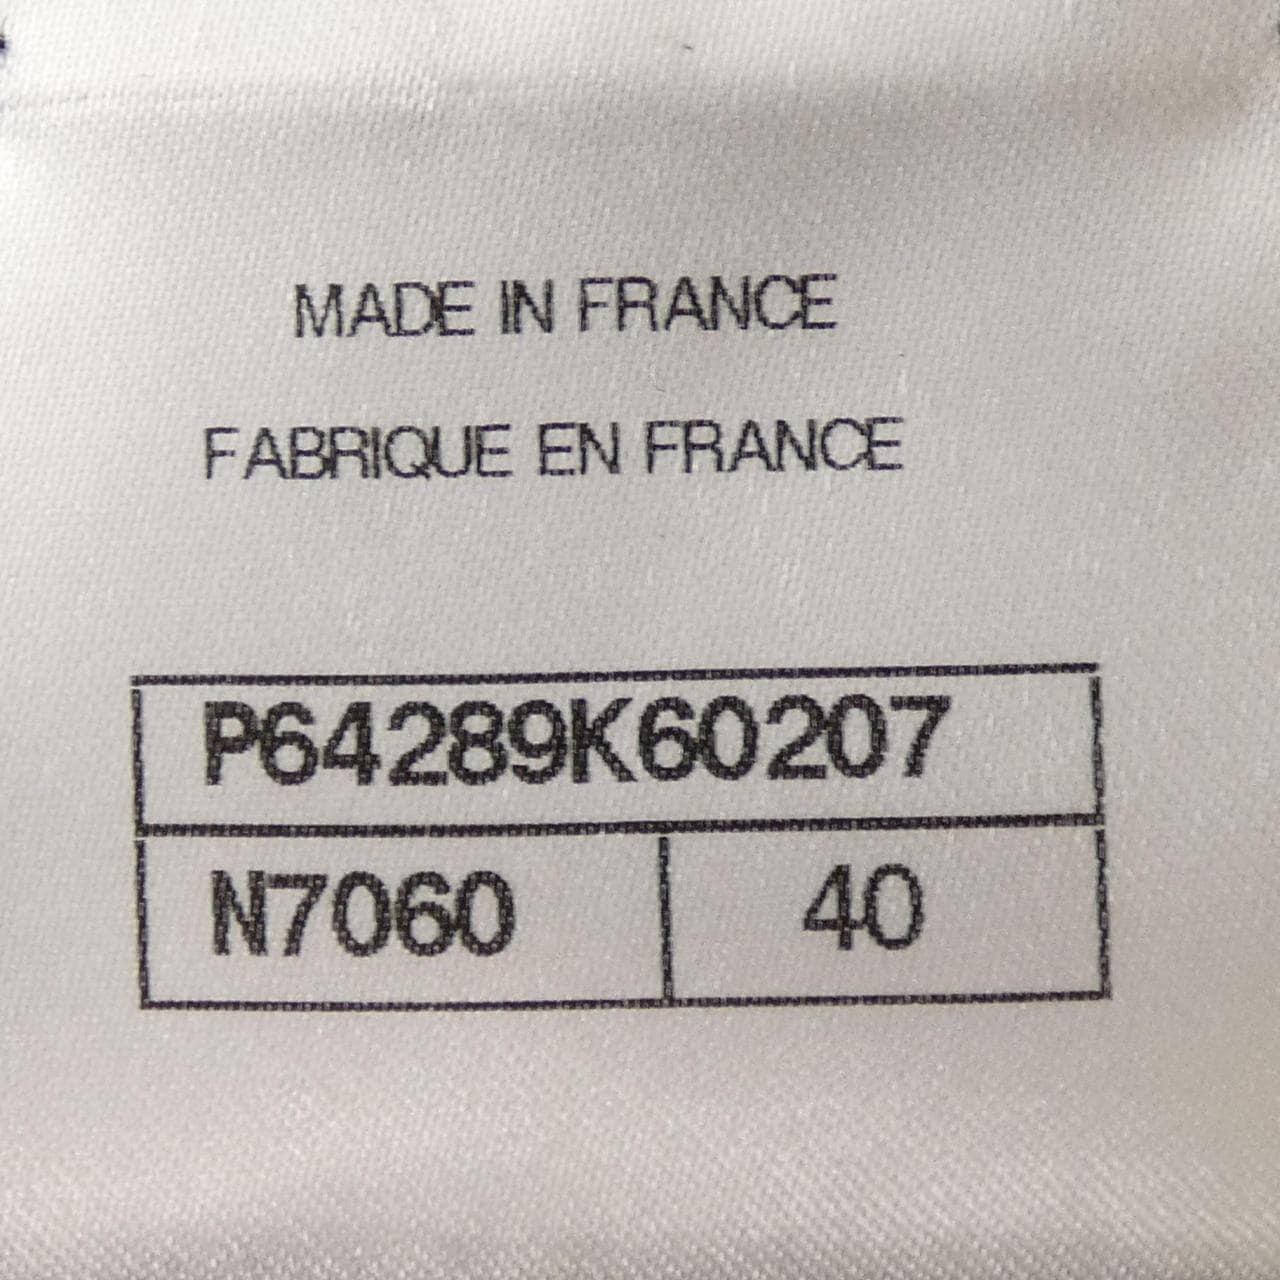 MADE IN FRANCE
FABRIQUE EN FRANCE
P64289K60207
N7060 40